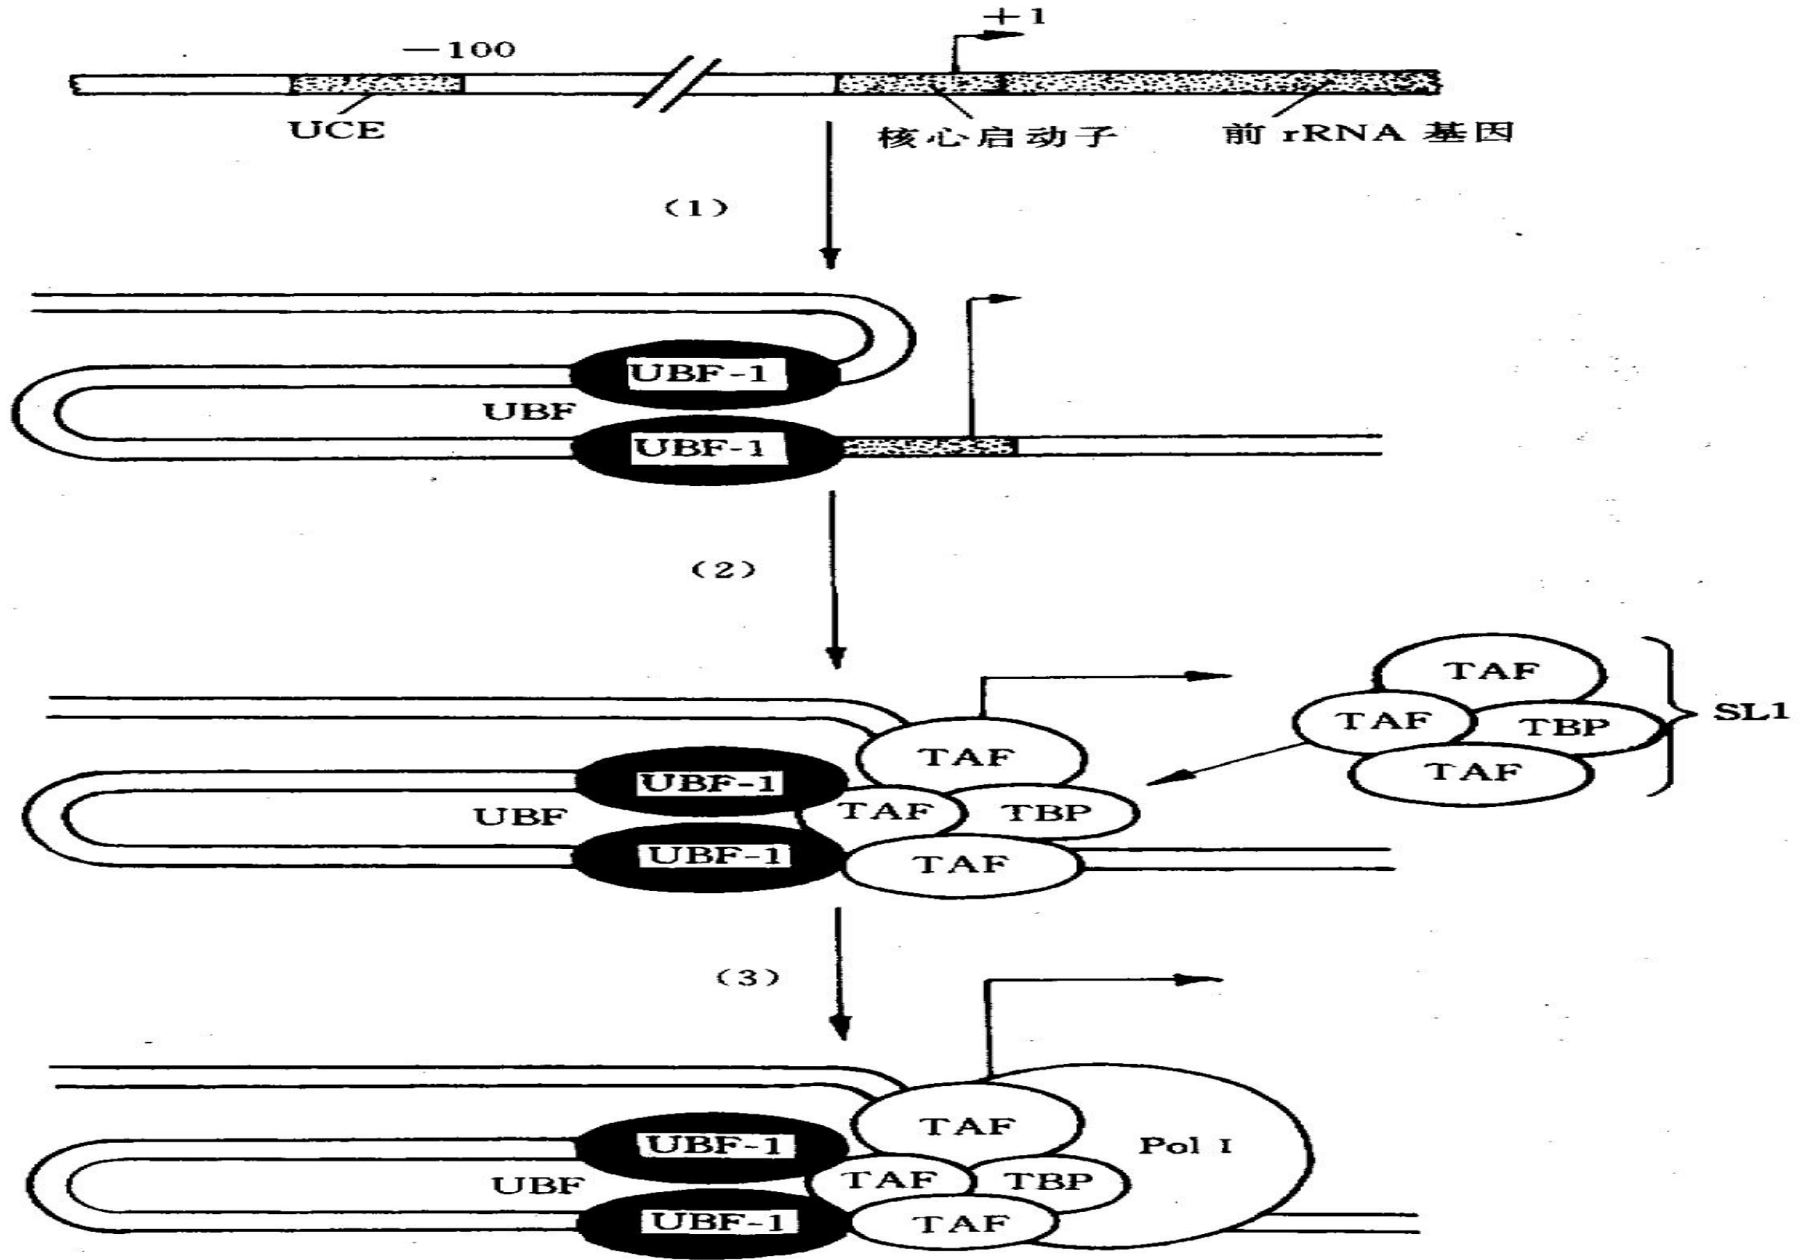 +1
—100
UCE
核心启动子
前 rRNA 基因
(1)
UBF-1
UBF
UBF-1
(2)
TAF
TAF
TBP
SL1
TAF
TAF
UBF-1
TAF
TBP
UBF
UBF-1
TAF
(3)
TAF
UBF-1
Pol I
TAF
TBP
UBF
UBF-1
TAF